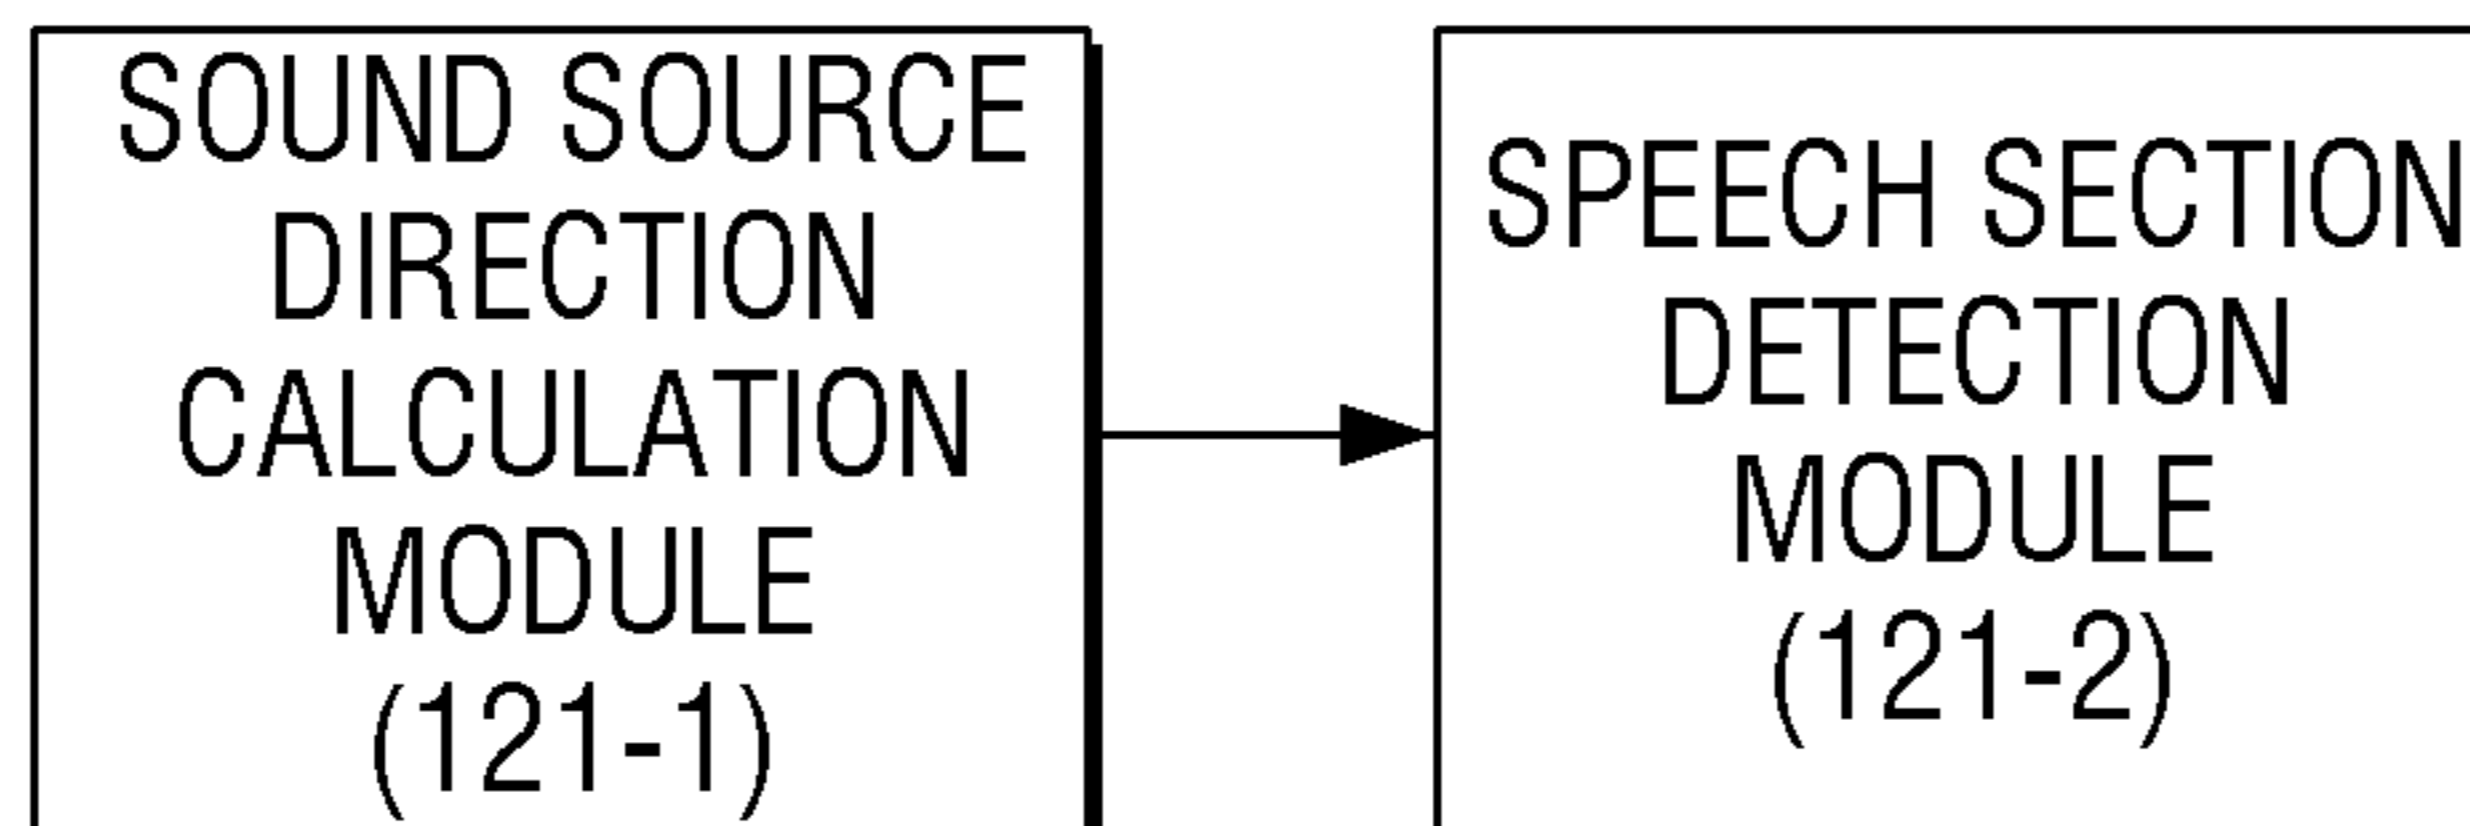 SOUND SOURCE
DIRECTION
CALCULATION
MODULE
(121-1)
SPEECH SECTION
DETECTION
MODULE
(121-2)